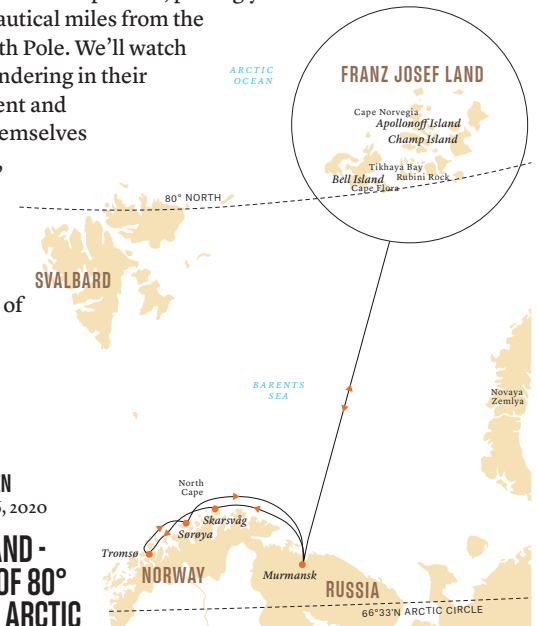 autical miles from the
th Pole. We'll watch
ndering in their
ent and
emselves
of
ARCTIC
OCEAN
FRANZ JOSEF LAND
Cape Norvegia
Apollonoff Island
Champ Island
Tikhaya Bay
Bell Island
Rubini Rock
Cape Flora
80° NORTH
SVALBARD
BARENTS
SEA
Novaya
Zemlya
North
Cape
Skarsvåg
Sørøya
Tromsø
NORWAY
Murmansk
RUSSIA
66°33'N ARCTIC CIRCLE
EN
, 2020
AND -
OF 80°
ARCTIC